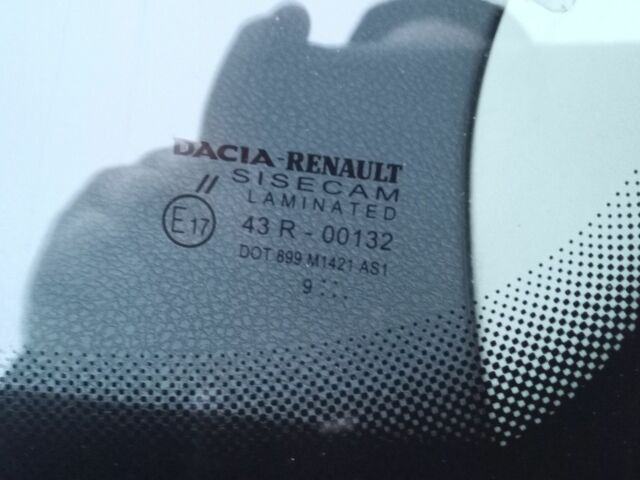 DACIA-RENAULT
SISECAM
LAMINATED
// E17 43 R - 00132
DOT 899 M1421 AS1
9 ∴